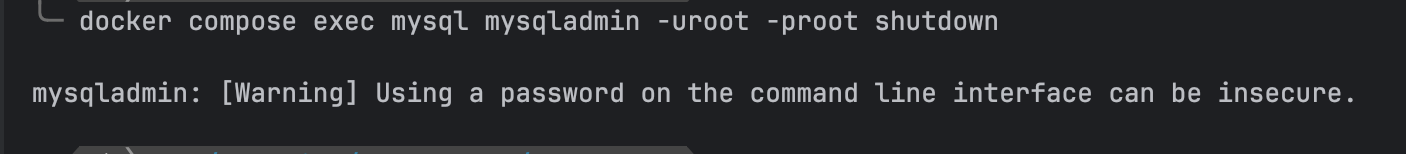 docker compose exec mysql mysqladmin -uroot -proot shutdown
mysqladmin: [Warning] Using a password on the command line interface can be insecure.